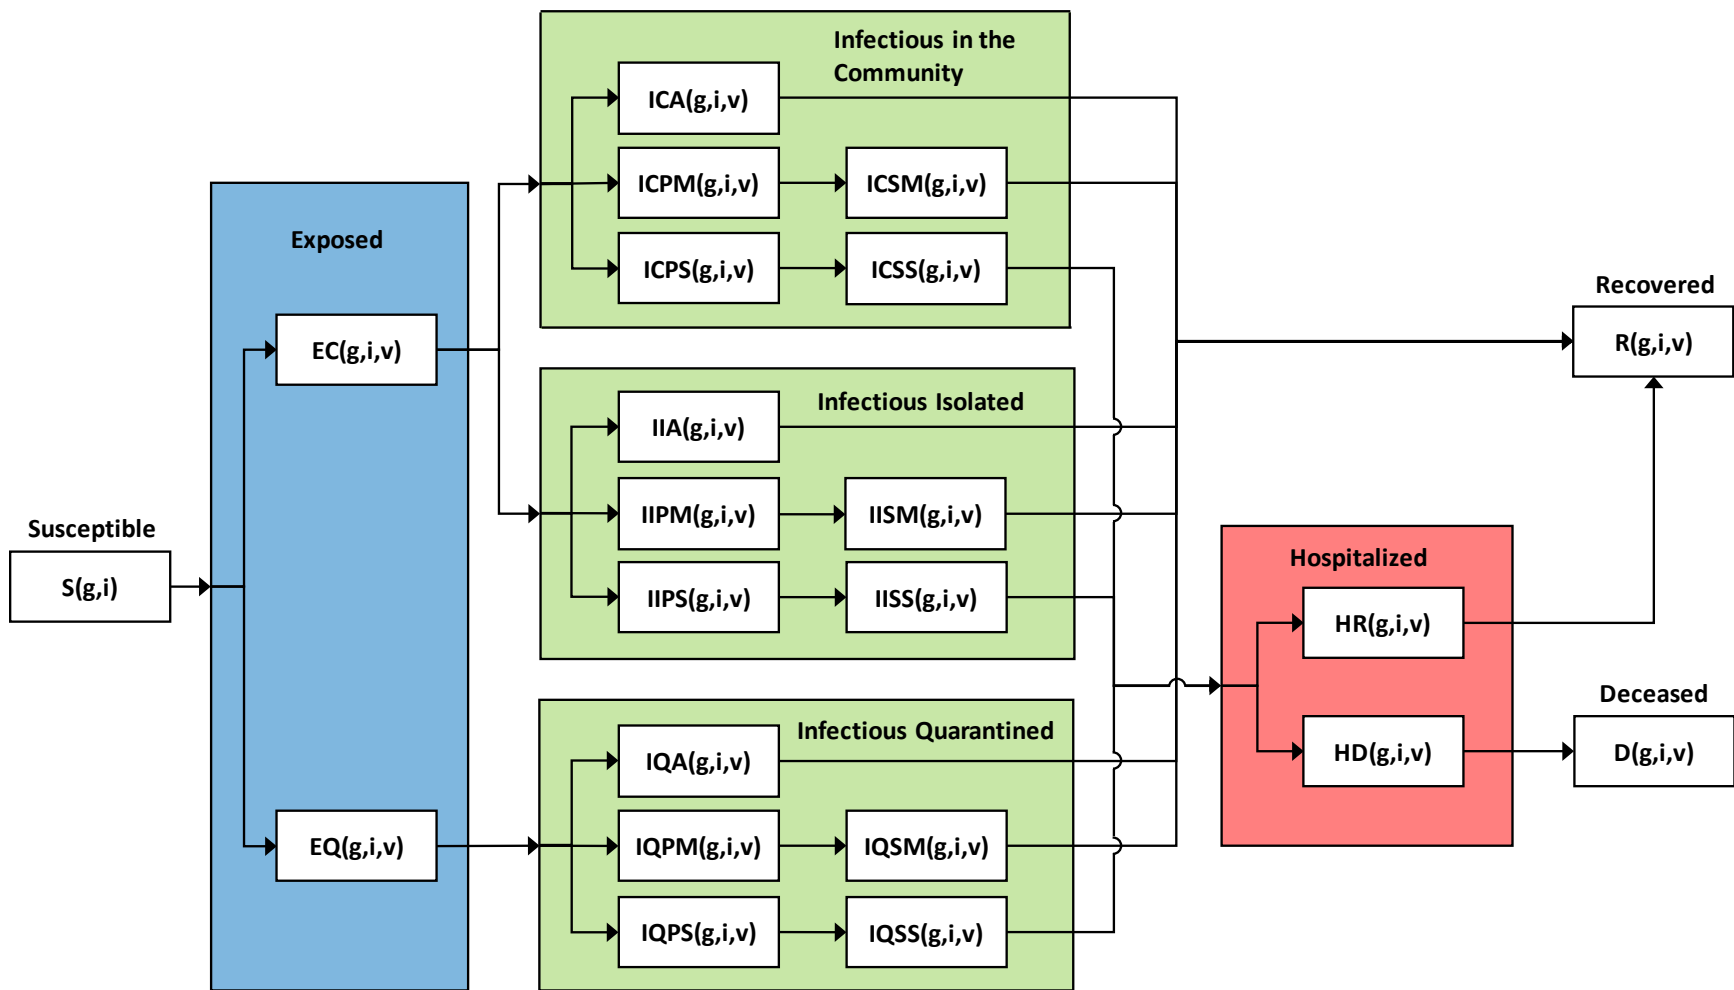 Susceptible
S(g,i)
Exposed
EC(g,i,v)
EQ(g,i,v)
Infectious in the
Community
ICA(g,i,v)
ICPM(g,i,v)
ICSM(g,i,v)
ICPS(g,i,v)
ICSS(g,i,v)
Infectious Isolated
IIA(g,i,v)
IIPM(g,i,v)
IISM(g,i,v)
IIPS(g,i,v)
IISS(g,i,v)
Infectious Quarantined
IQA(g,i,v)
IQPM(g,i,v)
IQSM(g,i,v)
IQPS(g,i,v)
IQSS(g,i,v)
Hospitalized
HR(g,i,v)
HD(g,i,v)
Recovered
R(g,i,v)
Deceased
D(g,i,v)